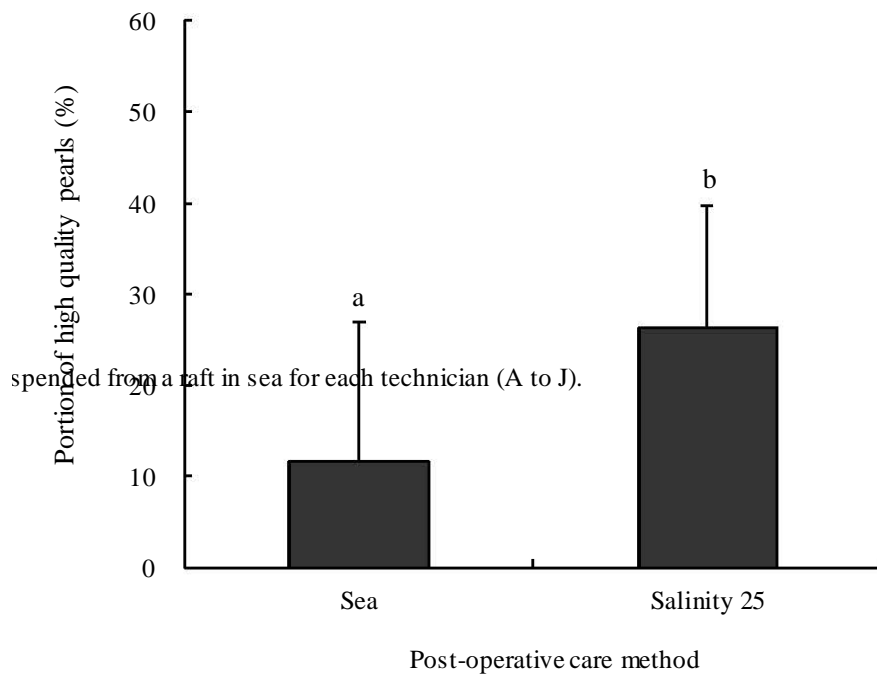 60
50
40
30
20
10
0
Portion of high quality pearls (%)
a
b
spended from a raft in sea for each technician (A to J).
Sea
Salinity 25
Post-operative care method